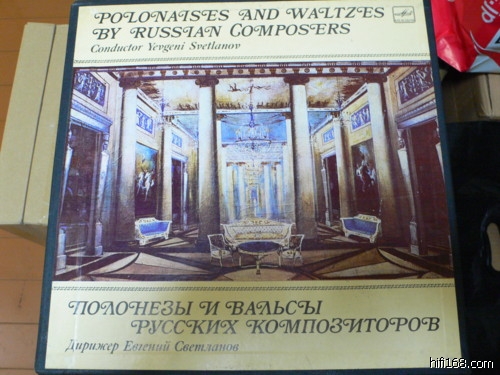 POLONAISES AND WALTZES
BY RUSSIAN COMPOSERS
Conductor Yevgeni Svetlanov
ПОЛОНЕЗЫ И ВАЛЬСЫ
РУССКИХ КОМПОЗИТОРОВ
Дирижер Евгений Светланов
hifi168.com